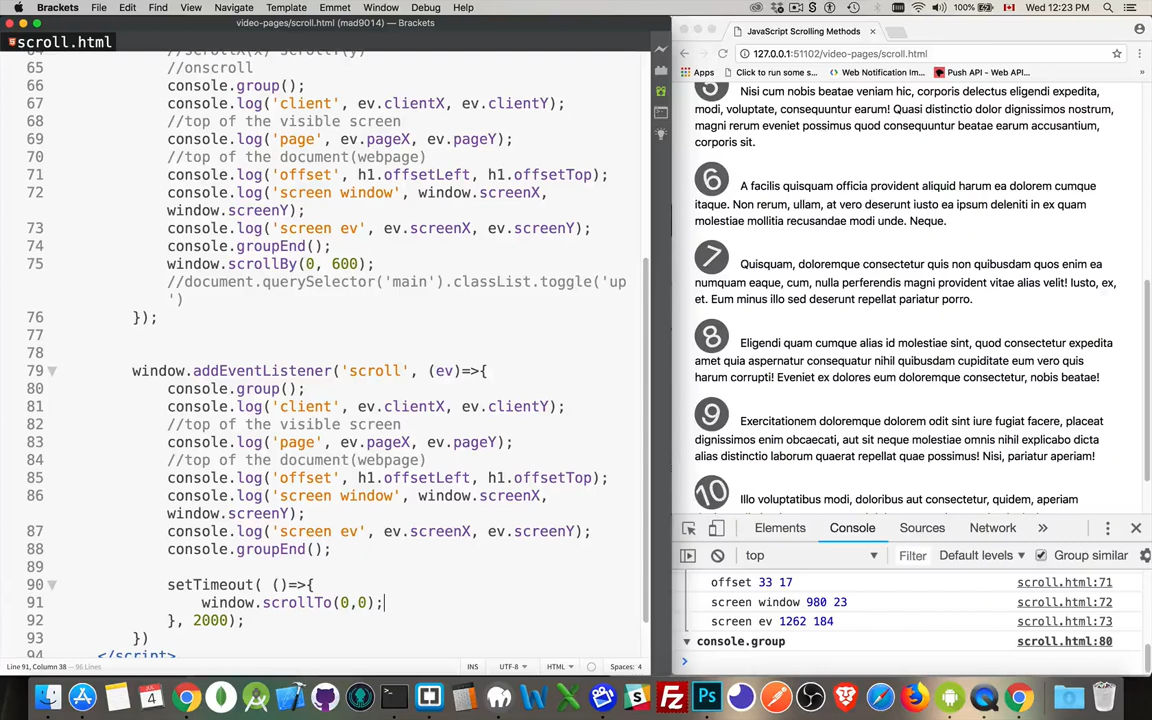 Brackets File Edit Find View Navigate Template Emmet Window Debug Help
100% Wed 12:23 PM
video-pages/scroll.html (mad9014) — Brackets
scroll.html
65 //onscroll
66 console.group();
67 console.log('client', ev.clientX, ev.clientY);
68 //top of the visible screen
69 console.log('page', ev.pageX, ev.pageY);
70 //top of the document(webpage)
71 console.log('offset', h1.offsetLeft, h1.offsetTop);
72 console.log('screen window', window.screenX,
window.screenY);
73 console.log('screen ev', ev.screenX, ev.screenY);
74 console.groupEnd();
75 window.scrollBy(0, 600);
//document.querySelector('main').classList.toggle('up
')
76 });
77
78
79 window.addEventListener('scroll', (ev)=>{
80 console.group();
81 console.log('client', ev.clientX, ev.clientY);
82 //top of the visible screen
83 console.log('page', ev.pageX, ev.pageY);
84 //top of the document(webpage)
85 console.log('offset', h1.offsetLeft, h1.offsetTop);
86 console.log('screen window', window.screenX,
window.screenY);
87 console.log('screen ev', ev.screenX, ev.screenY);
88 console.groupEnd();
89
90 setTimeout( ()=>{
91 window.scrollTo(0,0);
92 }, 2000);
93 })
94 </script>
Line 91, Column 38 — 96 Lines
INS UTF-8 HTML Spaces: 4
JavaScript Scrolling Methods
127.0.0.1:51102/video-pages/scroll.html
Apps Click to run some s... Web Notification Im... Push API - Web API... »
5 Nisi cum nobis beatae veniam hic, corporis delectus eligendi expedita,
modi, voluptate, consequuntur earum! Quasi distinctio dolor dignissimos nostrum,
magni rerum eveniet possimus quod consequuntur beatae earum accusantium,
corporis sit.
6 A facilis quisquam officia provident aliquid harum ea dolorem cumque
itaque. Non rerum, ullam, at vero deserunt iusto ea ipsum deleniti in ex quam
molestiae mollitia recusandae modi unde. Neque.
7 Quisquam, doloremque consectetur quis non quibusdam quos enim ea
numquam eaque, cum, nulla perferendis magni provident vitae alias velit! Iusto, ex,
et. Eum minus illo sed deserunt repellat pariatur porro.
8 Eligendi quam cumque alias id molestiae sint, quod consectetur expedita
amet quia aspernatur consequatur nihil quibusdam cupiditate eum vero quis
harum corrupti! Eveniet ex dolores eum doloremque consectetur, nobis beatae!
9 Exercitationem doloremque dolorem odit sint iure fugiat facere, placeat
dignissimos enim obcaecati, aut sit neque molestiae omnis nihil explicabo dicta
alias distinctio laborum quaerat repellat quae possimus! Nisi, pariatur aperiam!
10 Illo voluptatibus modi, doloribus aut consectetur, quidem, aperiam
Elements Console Sources Network »
top Filter Default levels Group similar
offset 33 17 scroll.html:71
screen window 980 23 scroll.html:72
screen ev 1262 184 scroll.html:73
console.group scroll.html:80